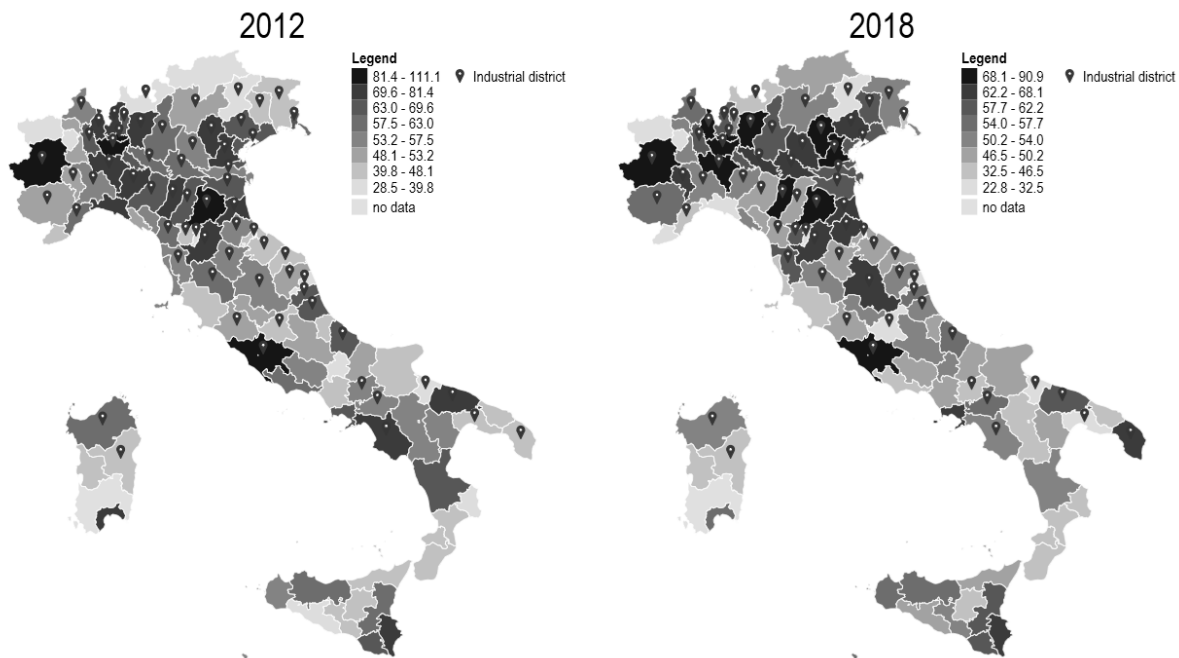 2012
Legend
81.4 - 111.1
Industrial district
69.6 - 81.4
63.0 - 69.6
57.5 - 63.0
53.2 - 57.5
48.1 - 53.2
39.8 - 48.1
28.5 - 39.8
no data
2018
Legend
68.1 - 90.9
Industrial district
62.2 - 68.1
57.7 - 62.2
54.0 - 57.7
50.2 - 54.0
46.5 - 50.2
32.5 - 46.5
22.8 - 32.5
no data